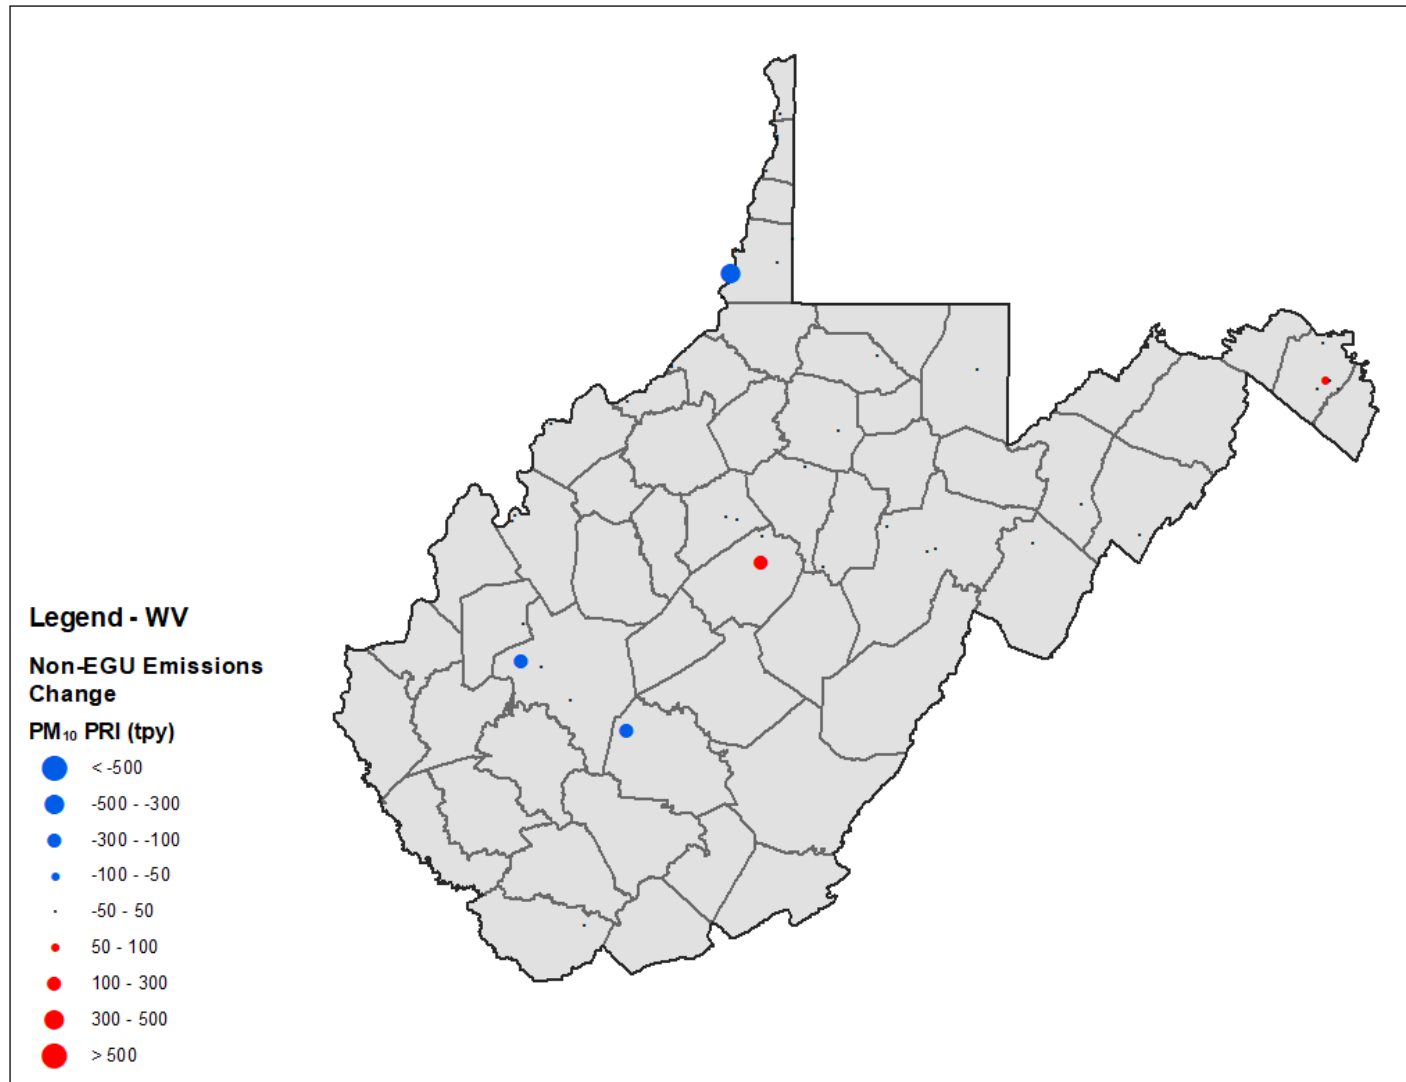 Legend - WV
Non-EGU Emissions
Change
PM₁₀ PRI (tpy)
< -500
-500 - -300
-300 - -100
-100 - -50
-50 - 50
50 - 100
100 - 300
300 - 500
> 500